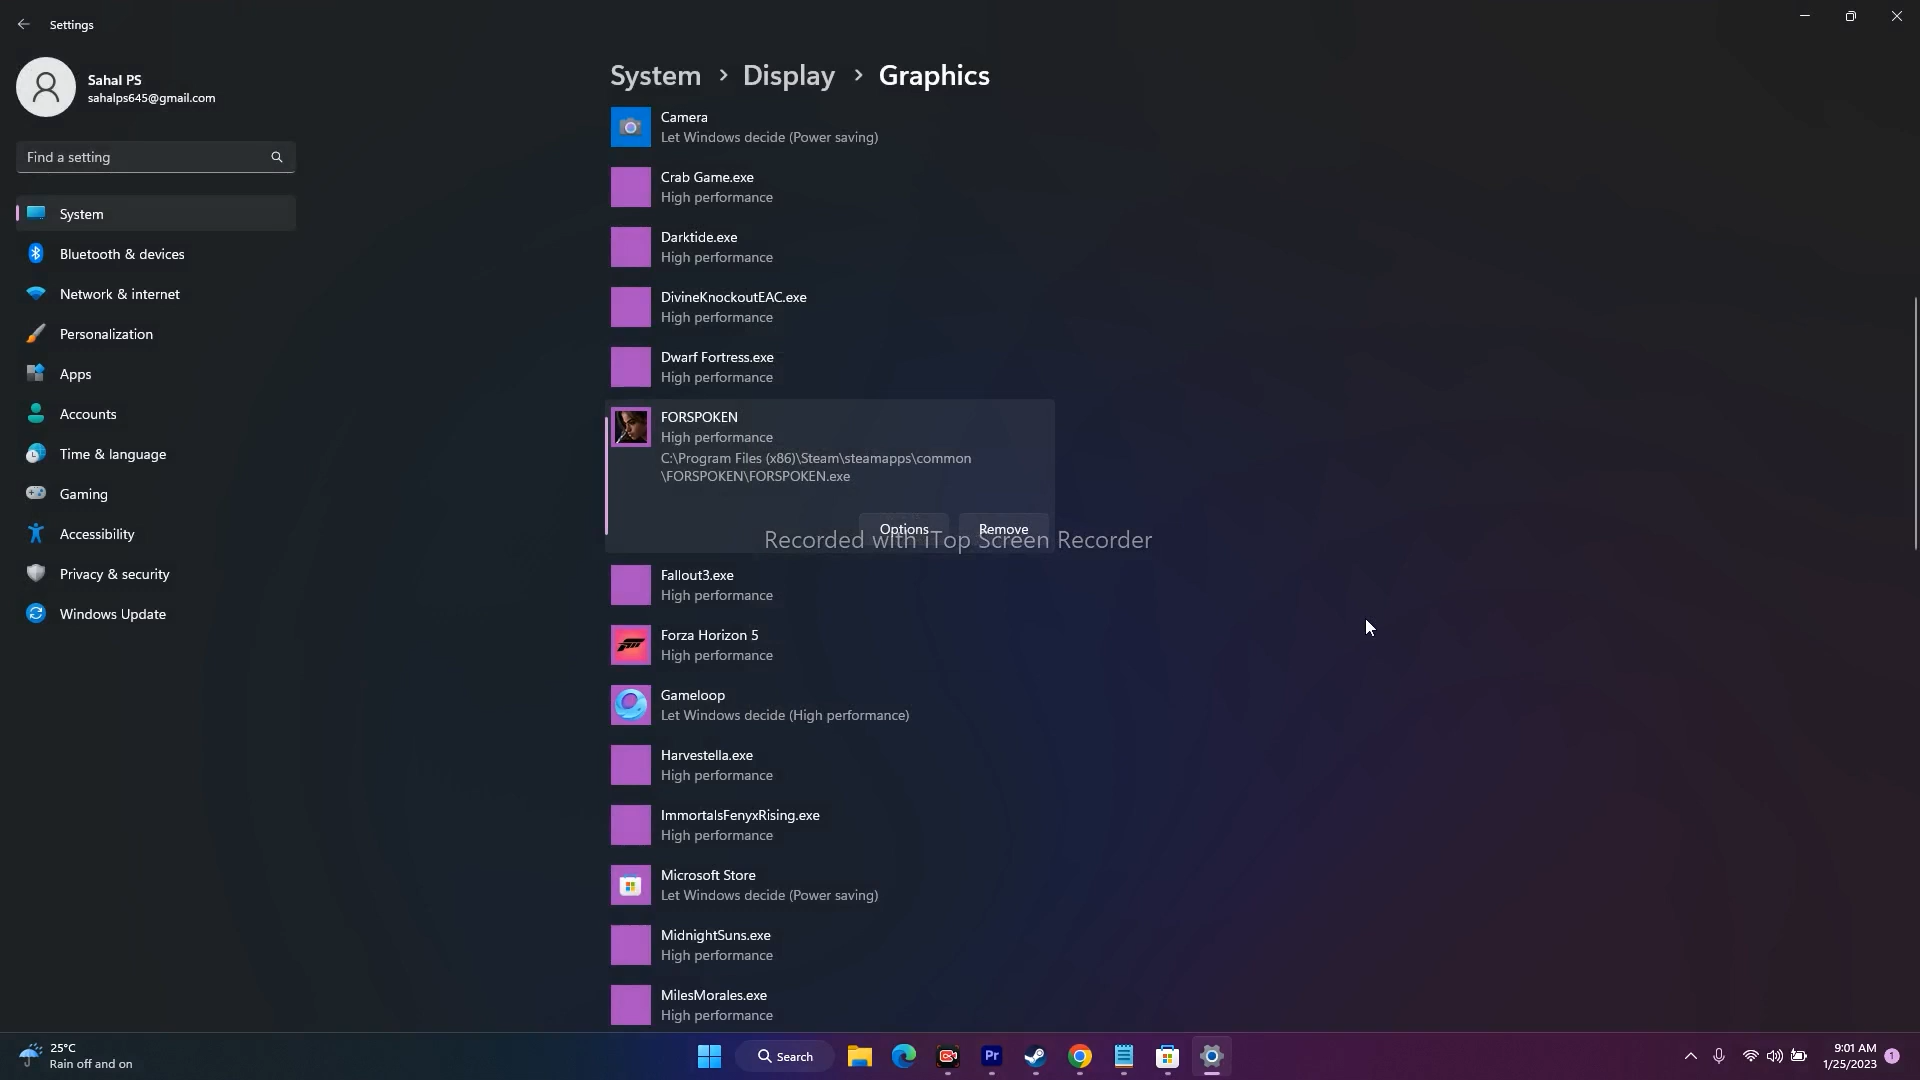 Settings
Sahal PS
sahalps645@gmail.com
Find a setting
System
Bluetooth & devices
Network & internet
Personalization
Apps
Accounts
Time & language
Gaming
Accessibility
Privacy & security
Windows Update
System > Display > Graphics
Camera
Let Windows decide (Power saving)
Crab Game.exe
High performance
Darktide.exe
High performance
DivineKnockoutEAC.exe
High performance
Dwarf Fortress.exe
High performance
FORSPOKEN
High performance
C:\Program Files (x86)\Steam\steamapps\common
\FORSPOKEN\FORSPOKEN.exe
Options Remove
Recorded with iTop Screen Recorder
Fallout3.exe
High performance
Forza Horizon 5
High performance
Gameloop
Let Windows decide (High performance)
Harvestella.exe
High performance
ImmortalsFenyxRising.exe
High performance
Microsoft Store
Let Windows decide (Power saving)
MidnightSuns.exe
High performance
MilesMorales.exe
High performance
25°C
Rain off and on
Search
Pr
9:01 AM
1/25/2023
1